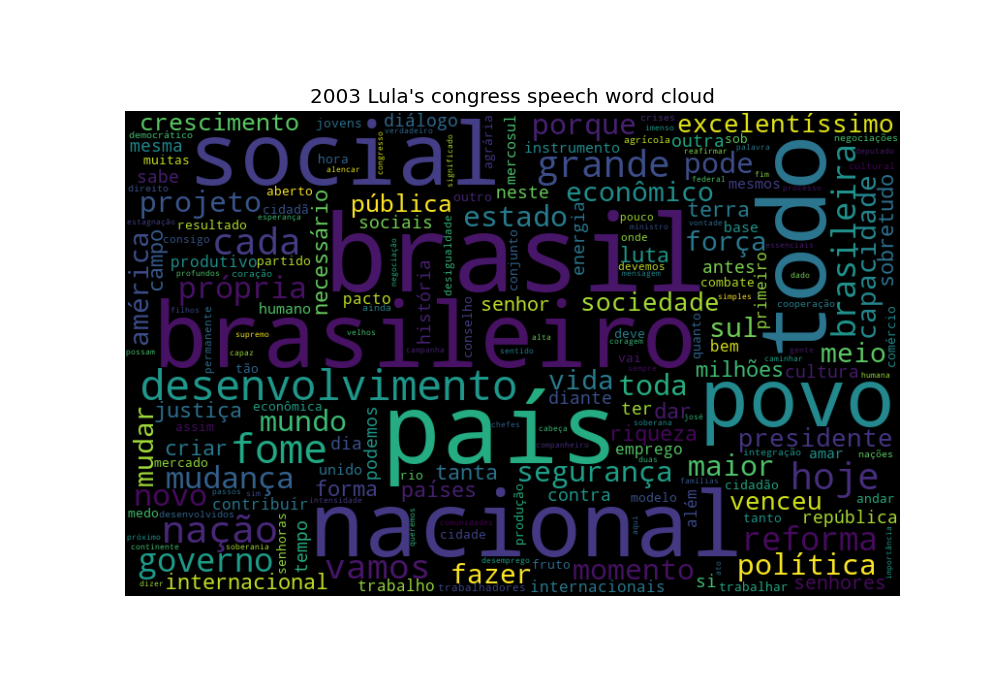 2003 Lula's congress speech word cloud
crescimento
jovens
diálogo
verdadeiro
democrático
mesma
muitas
sabe
hora
alencar
congresso
significado
agrária
mercosul
social
porque
crises
imenso
excelentíssimo
instrumento
agrícola
reafirmar
outra
sob
palavra
negociações
deputado
grande
pode
cultural
direito
aberto
cidadã
esperança
projeto
resultado
estagnação
consigo
necessário
pública
sociais
outro
neste
econômico
mesmos
fim
processo
federal
vontade
todo
brasileira
capacidade
sobretudo
cada
estado
energia
terra
base
pouco
ministro
onde
força
luta
essenciais
américa
campo
produtivo
partido
profundos
coração
brasil
história
negociação
desigualdade
conjunto
devemos
mensagem
antes
combate
simples
dado
cooperação
própria
pacto
ainda
senhor
sociedade
primeiro
comércio
filhos
permanente
humano
supremo
velhos
conselho
deve
coragem
quanto
sul
bem
caminhar
gente
meio
possam
tão
capaz
brasileiro
campanha
sentido
alta
vai
sempre
milhões
cultura
humana
desenvolvimento
vida
diante
toda
povo
mudar
justiça
econômica
assim
mundo
podemos
país
chefes
cabeça
companheiro
ter
dar
riqueza
emprego
josé
soberana
duas
presidente
integração
amar
nações
criar
fome
dia
mercado
mudança
unido
rio
tanta
segurança
maior
cidadão
hoje
novo
passos
sim
contribuir
forma
intensidade
países
contra
modelo
famílias
além
venceu
andar
medo
desenvolvidos
nação
senhoras
tempo
queremos
nacional
comunidades
cidade
produção
aqui
tanto
república
próximo
continente
soberania
reforma
importância
governo
vamos
desemprego
fazer
fruto
momento
ato
política
dizer
internacional
trabalho
trabalhadores
internacionais
si
trabalhar
senhores